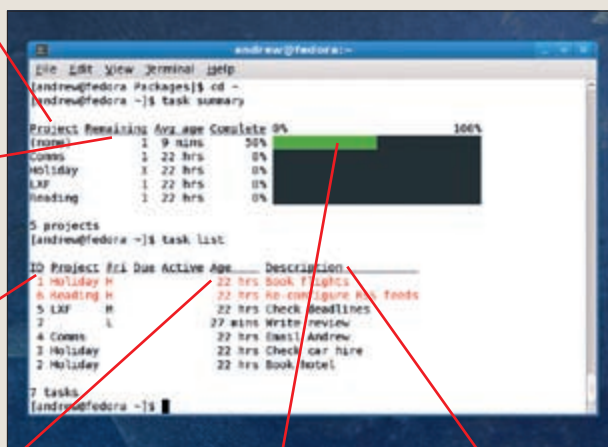 andrew@fedora:~
File Edit View Terminal Help
[andrew@fedora Packages]$ cd ~
[andrew@fedora ~]$ task summary
Project Remaining Avg age Complete 0% 100%
(none) 1 9 mins 50%
Comms 1 22 hrs 0%
Holiday 3 22 hrs 0%
LXF 1 22 hrs 0%
Reading 1 22 hrs 0%
5 projects
[andrew@fedora ~]$ task list
ID Project Pri Due Active Age Description
1 Holiday H 22 hrs Book flights
6 Reading H 22 hrs Re-configure RSS feeds
5 LXF M 22 hrs Check deadlines
7 L 27 mins Write review
4 Comms 22 hrs Email Andrew
3 Holiday 22 hrs Check car hire
2 Holiday 22 hrs Book hotel
7 tasks
[andrew@fedora ~]$